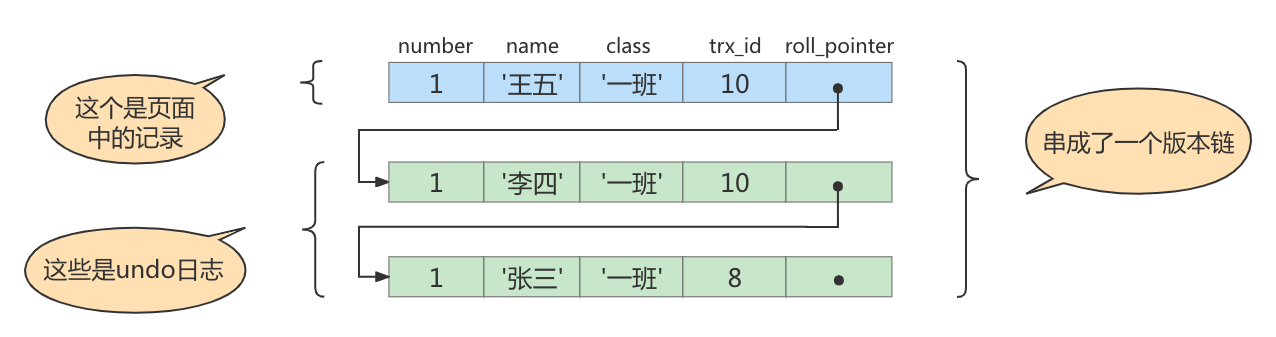 number name class trx_id roll_pointer
1 '王五' '一班' 10
这个是页面
中的记录
串成了一个版本链
1 '李四' '一班' 10
这些是undo日志
1 '张三' '一班' 8